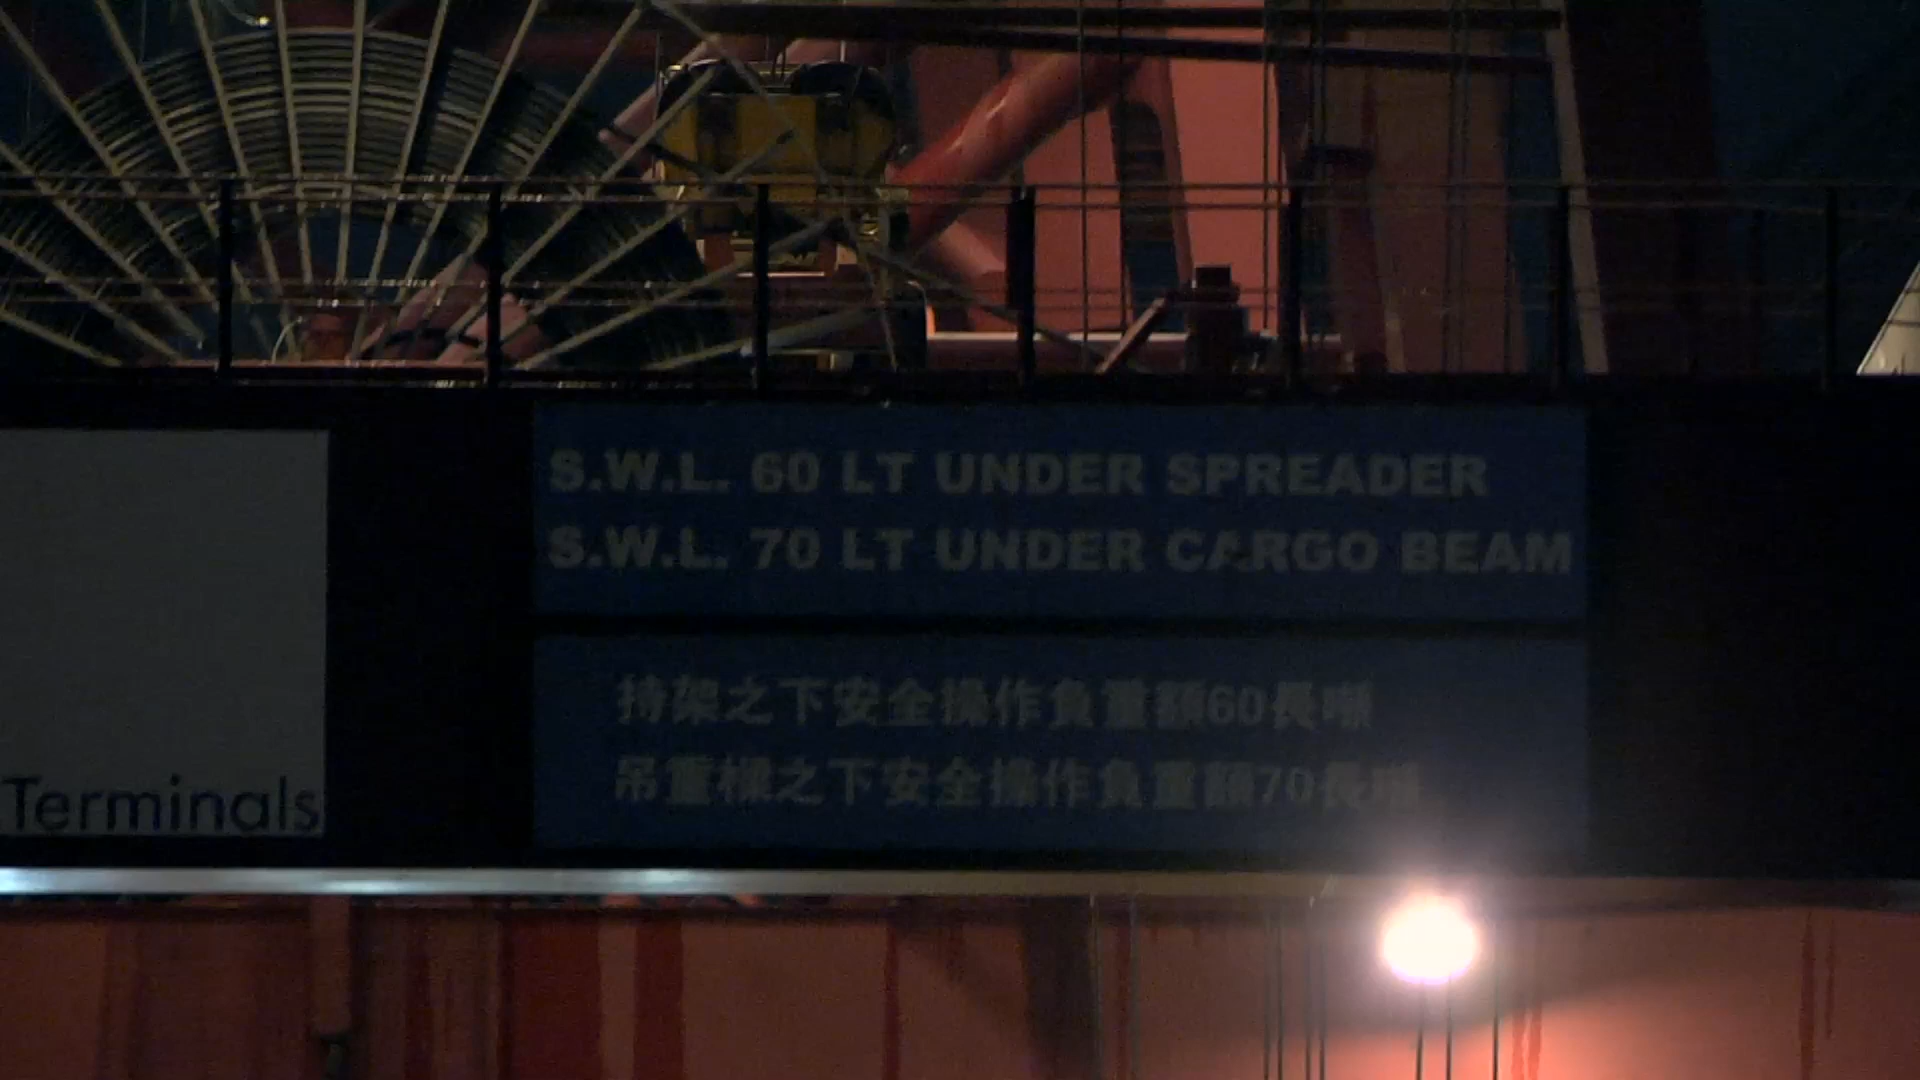 S.W.L. 60 LT UNDER SPREADER
S.W.L. 70 LT UNDER CARGO BEAM
持架之下安全操作負重額60長噸
吊重樑之下安全操作負重額70長噸
Terminals